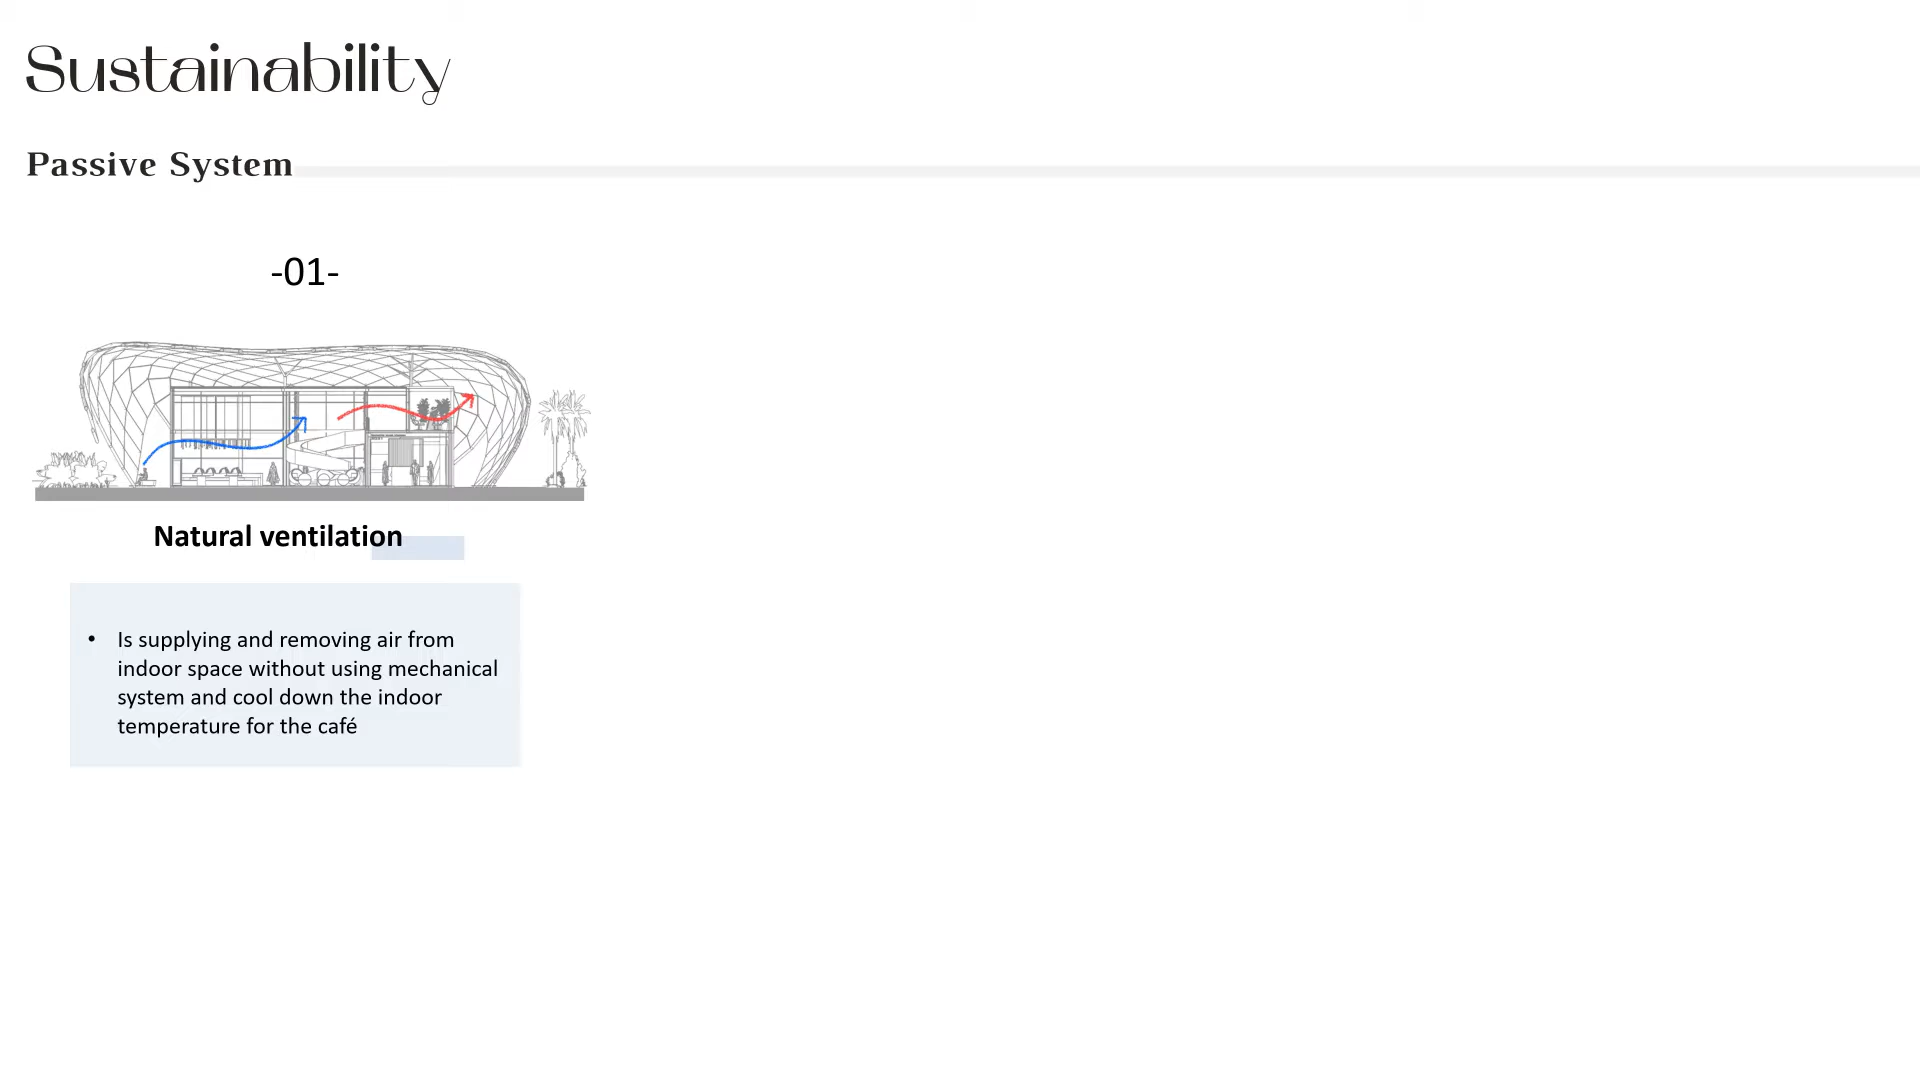 Sustainability
Passive System
-01-
Natural ventilation
• Is supplying and removing air from
indoor space without using mechanical
system and cool down the indoor
temperature for the café